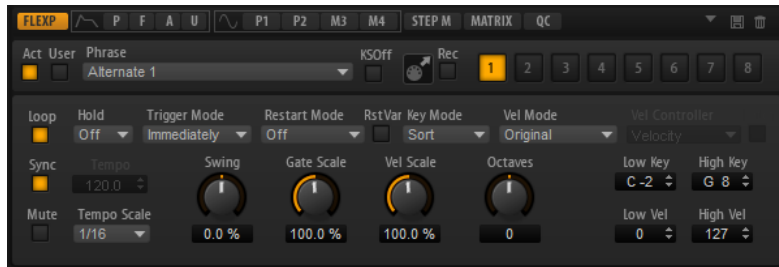 FLEXP P F A U P1 P2 M3 M4 STEP M MATRIX QC
Act User Phrase KSOff Rec
Alternate 1 1 2 3 4 5 6 7 8
Loop Hold Trigger Mode Restart Mode RstVar Key Mode Vel Mode Vel Controller
Off Immediately Off Sort Original Velocity
Sync Tempo Swing Gate Scale Vel Scale Octaves Low Key High Key
120.0 C -2 G 8
Mute Tempo Scale Low Vel High Vel
1/16 0.0 % 100.0 % 100.0 % 0 0 127